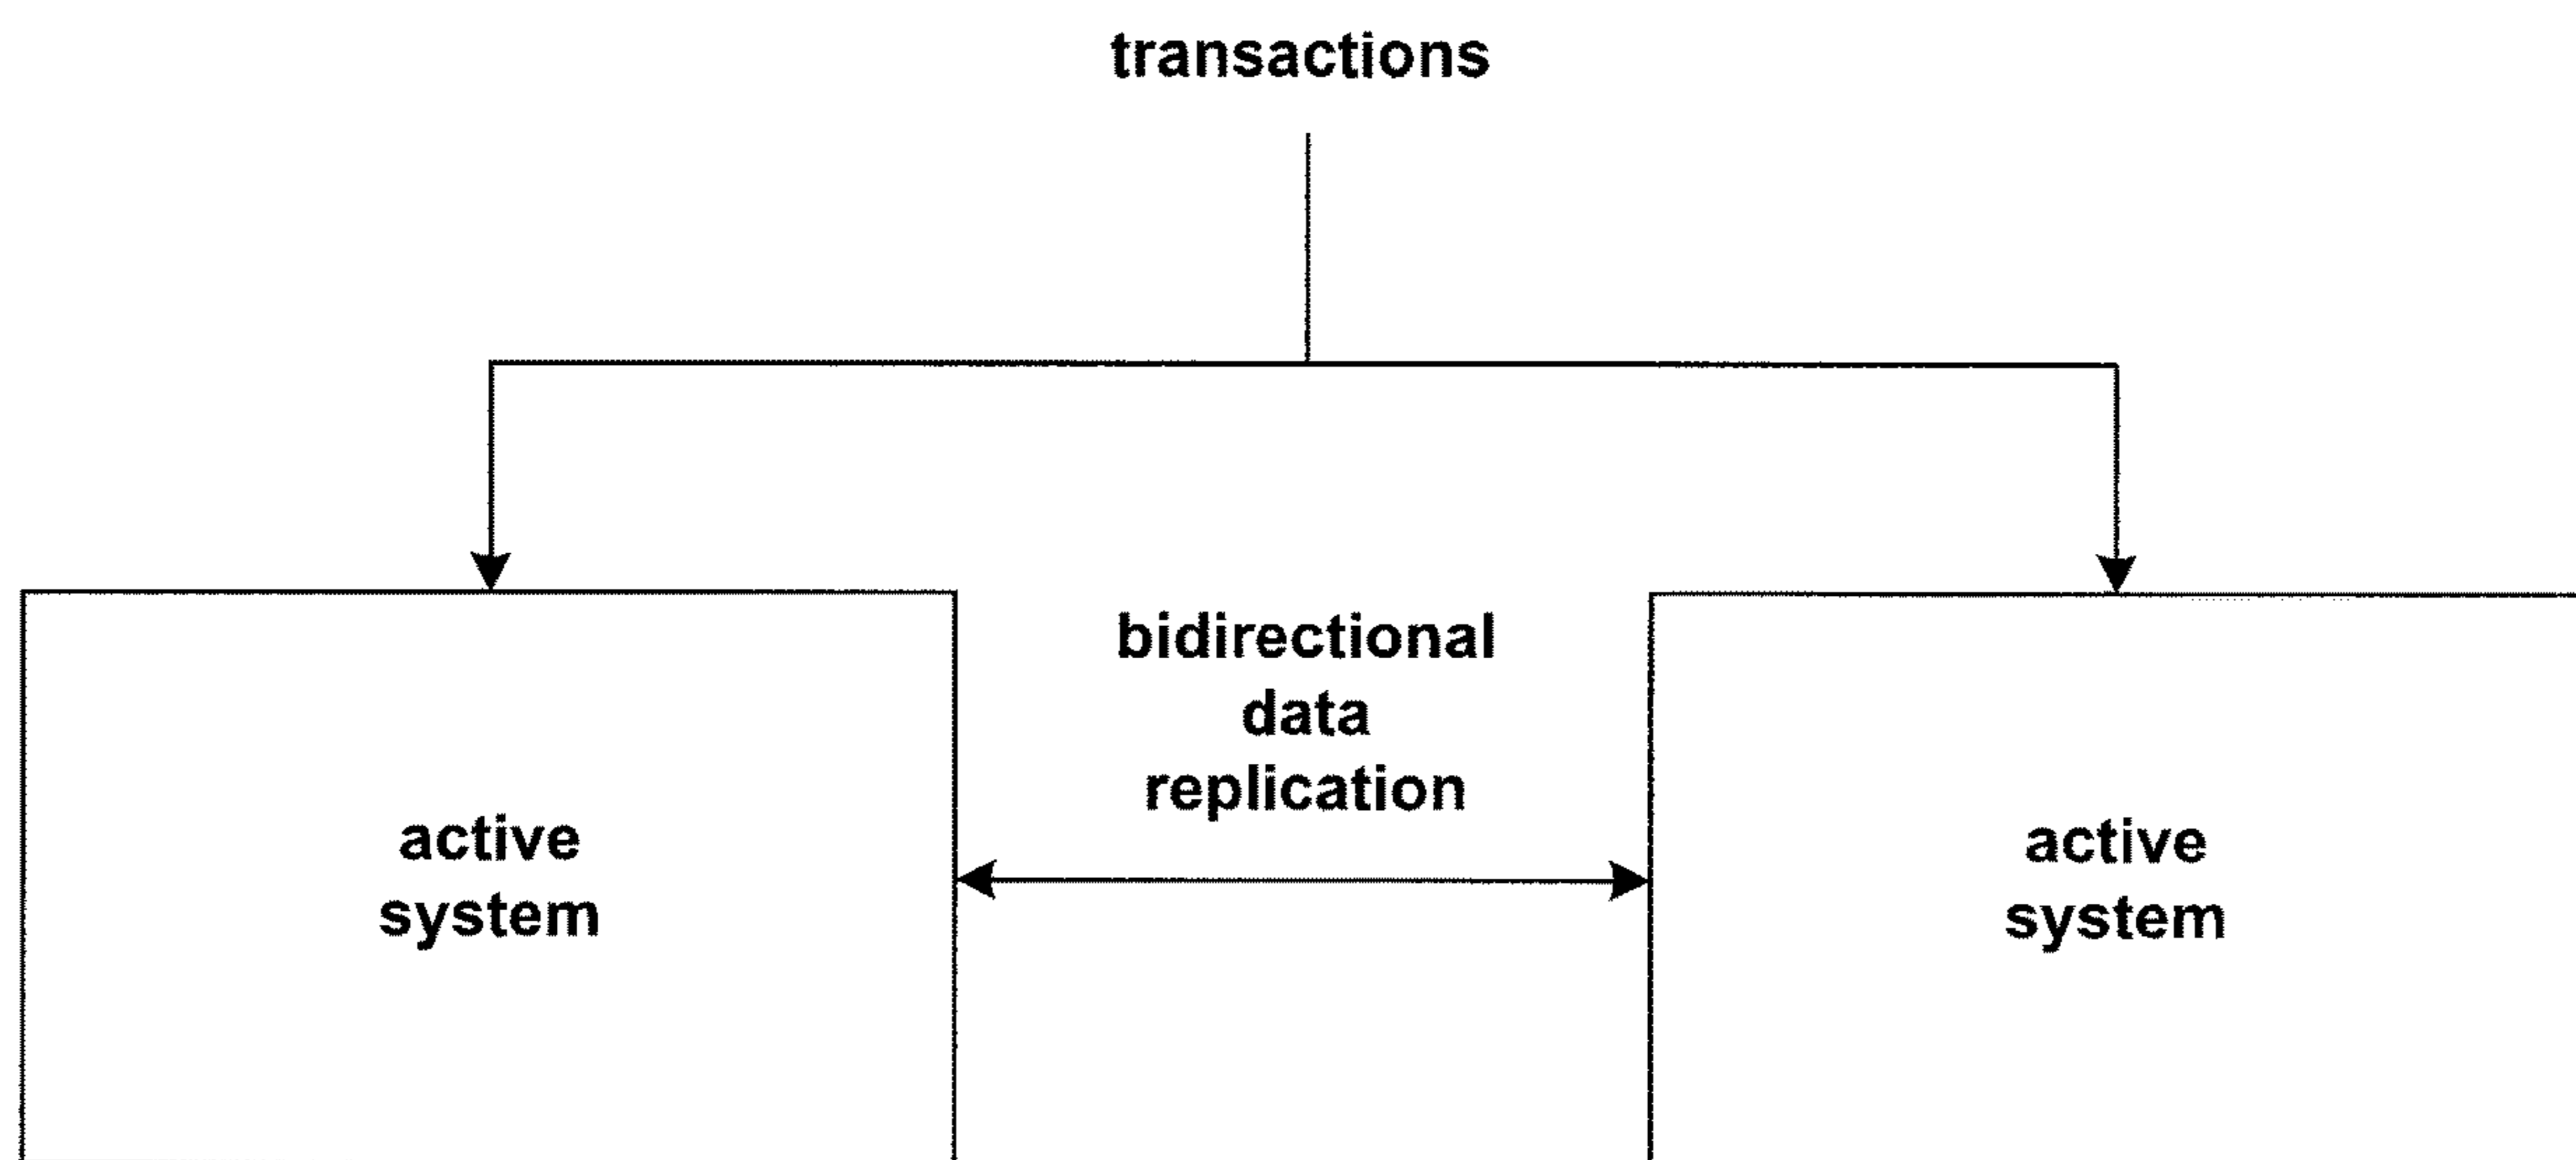 transactions
bidirectional
data
replication
active
system
active
system